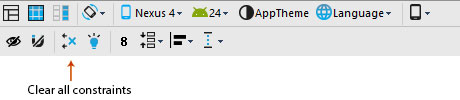 Nexus 4 24 AppTheme Language
8
Clear all constraints